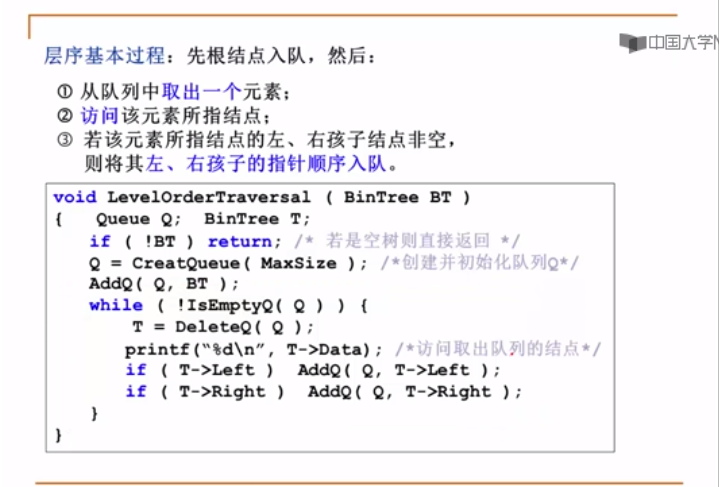 中国大学M
层序基本过程：先根结点入队，然后：
① 从队列中取出一个元素；
② 访问该元素所指结点；
③ 若该元素所指结点的左、右孩子结点非空，
则将其左、右孩子的指针顺序入队。
void LevelOrderTraversal ( BinTree BT )
{   Queue Q;  BinTree T;
if ( !BT ) return; /* 若是空树则直接返回 */
Q = CreatQueue( MaxSize ); /*创建并初始化队列Q*/
AddQ( Q, BT );
while ( !IsEmptyQ( Q ) ) {
T = DeleteQ( Q );
printf(“%d\n”, T->Data); /*访问取出队列的结点*/
if ( T->Left )  AddQ( Q, T->Left );
if ( T->Right )  AddQ( Q, T->Right );
}
}